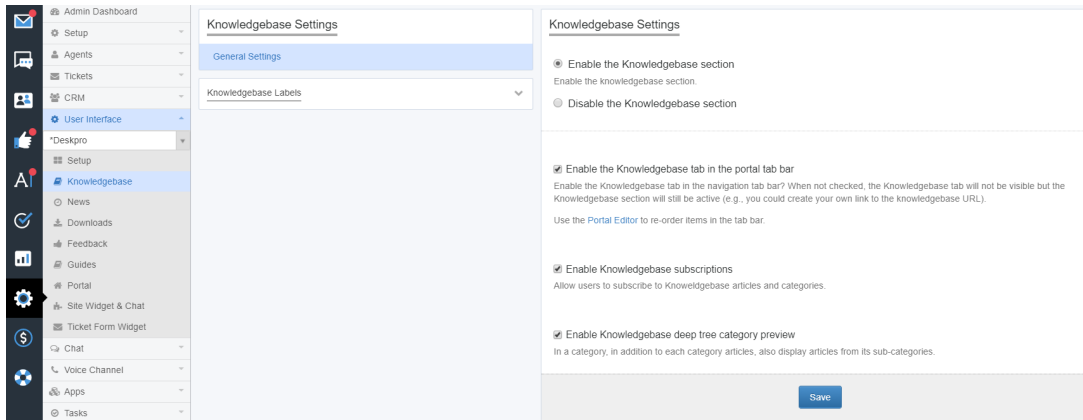 Admin Dashboard
Setup
Agents
Tickets
CRM
User Interface
*Deskpro
Setup
Knowledgebase
News
Downloads
Feedback
Guides
Portal
Site Widget & Chat
Ticket Form Widget
Chat
Voice Channel
Apps
Tasks
Knowledgebase Settings
General Settings
Knowledgebase Labels
Knowledgebase Settings
Enable the Knowledgebase section
Enable the knowledgebase section.
Disable the Knowledgebase section
Enable the Knowledgebase tab in the portal tab bar
Enable the Knowledgebase tab in the navigation tab bar? When not checked, the Knowledgebase tab will not be visible but the
Knowledgebase section will still be active (e.g., you could create your own link to the knowledgebase URL).
Use the Portal Editor to re-order items in the tab bar.
Enable Knowledgebase subscriptions
Allow users to subscribe to Knoweldgebase articles and categories.
Enable Knowledgebase deep tree category preview
In a category, in addition to each category articles, also display articles from its sub-categories.
Save